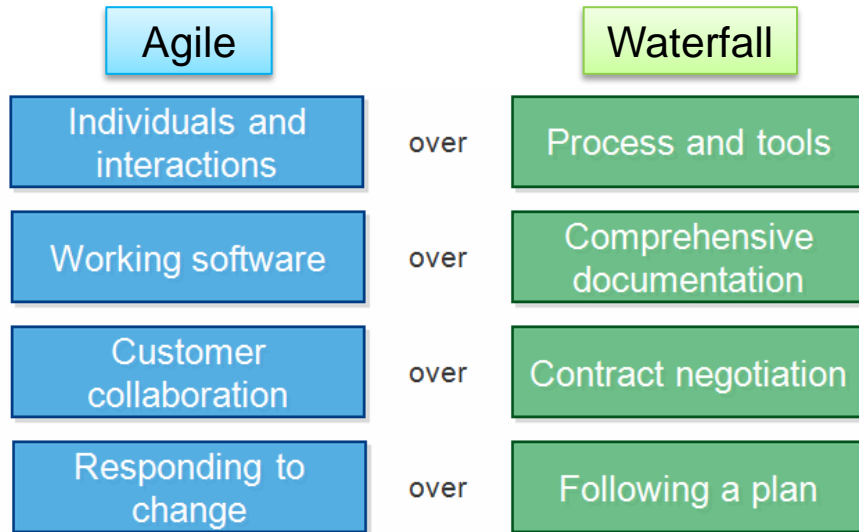 Agile
Waterfall
Individuals and
interactions
over
Process and tools
Working software
over
Comprehensive
documentation
Customer
collaboration
over
Contract negotiation
Responding to
change
over
Following a plan